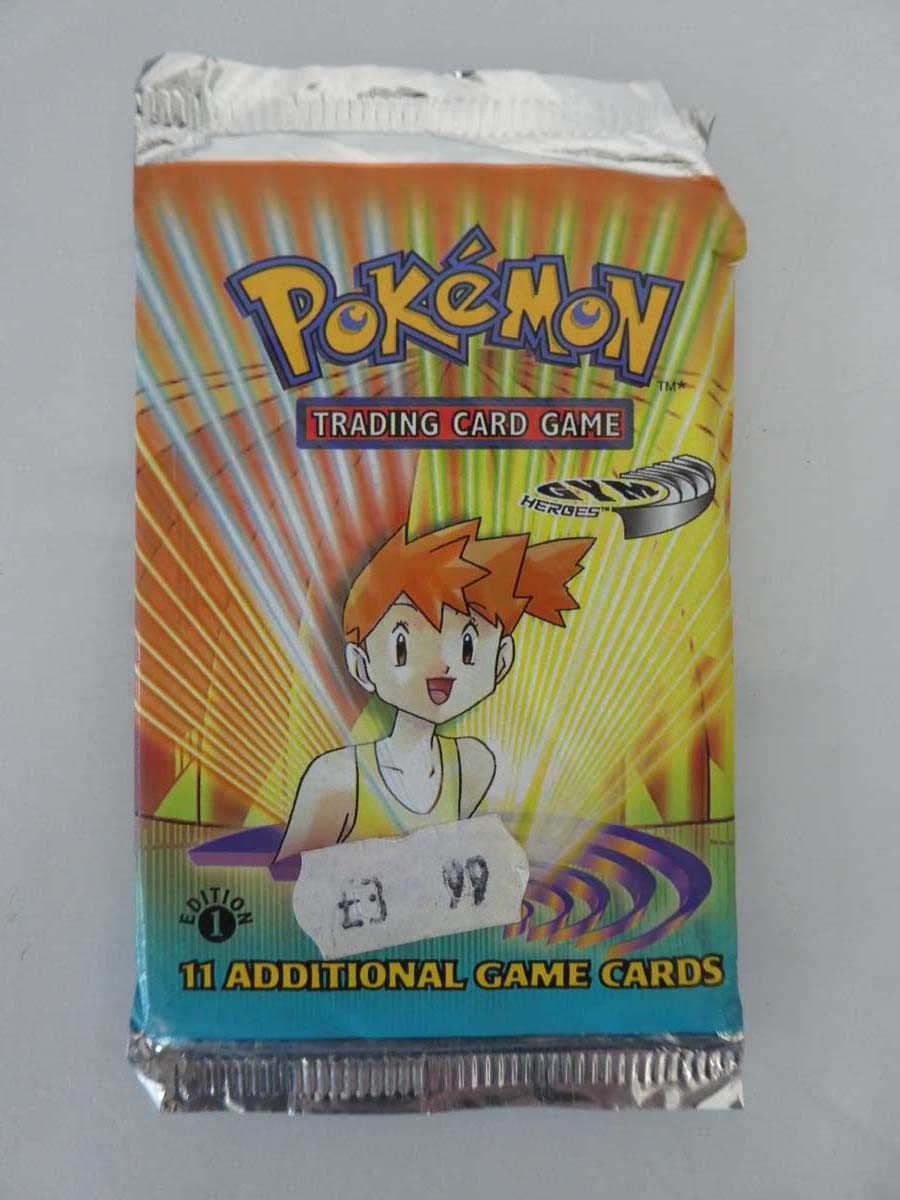 POKéMON
TM*
TRADING CARD GAME
GYM
HEROES™
£3 99
EDITION
1
11 ADDITIONAL GAME CARDS